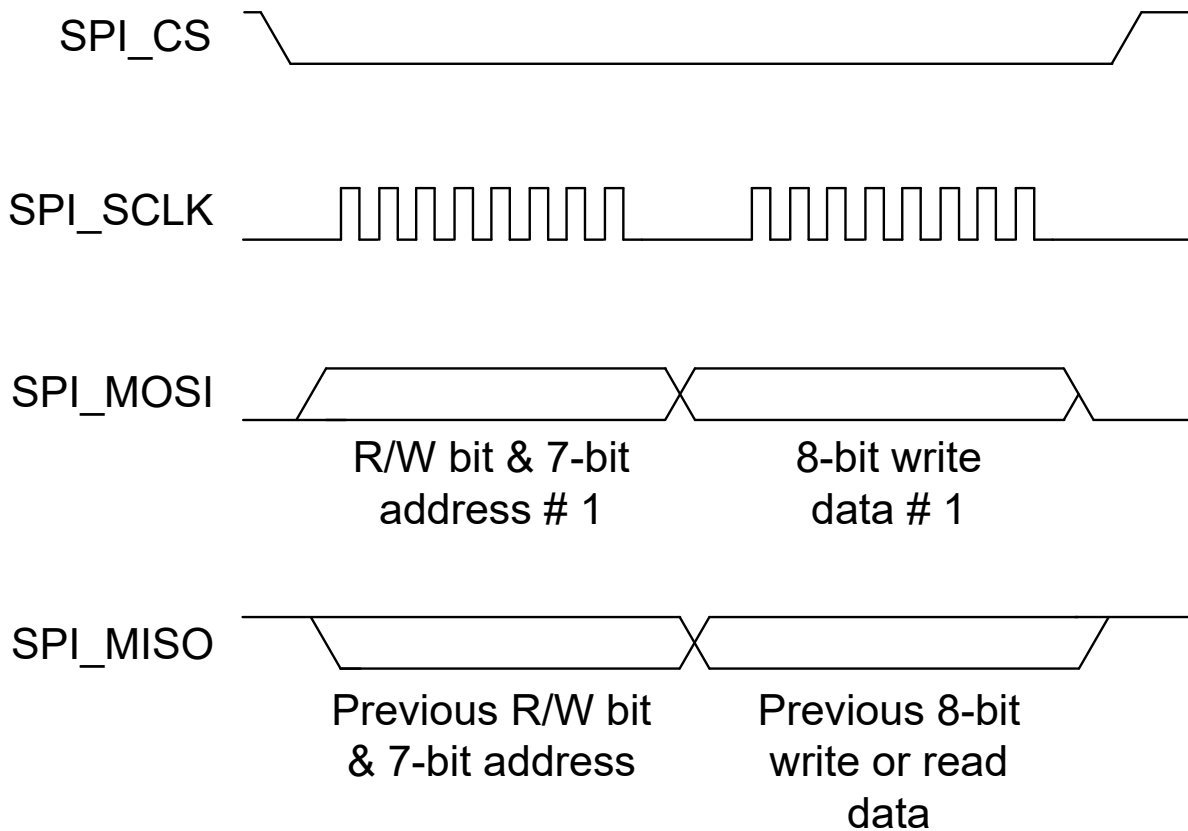 SPI_CS
SPI_SCLK
SPI_MOSI
R/W bit & 7-bit
address # 1
8-bit write
data # 1
SPI_MISO
Previous R/W bit
& 7-bit address
Previous 8-bit
write or read
data